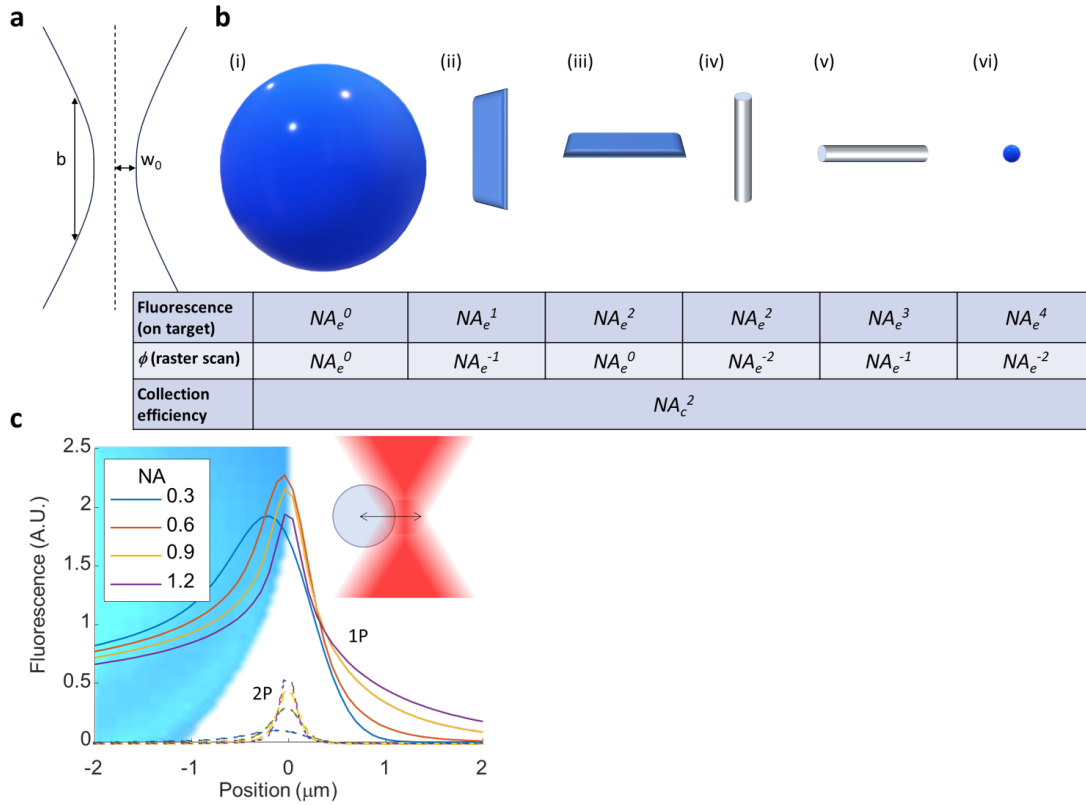 a
b
w₀
b
(i) (ii) (iii) (iv) (v) (vi)
Fluorescence (on target) NAₑ⁰ NAₑ¹ NAₑ² NAₑ² NAₑ³ NAₑ⁴
ϕ (raster scan) NAₑ⁰ NAₑ⁻¹ NAₑ⁰ NAₑ⁻² NAₑ⁻¹ NAₑ⁻²
Collection efficiency NA_c²
c
2.5
2
1.5
1
0.5
0
Fluorescence (A.U.)
NA
0.3
0.6
0.9
1.2
1P
2P
-2 -1 0 1 2
Position (μm)